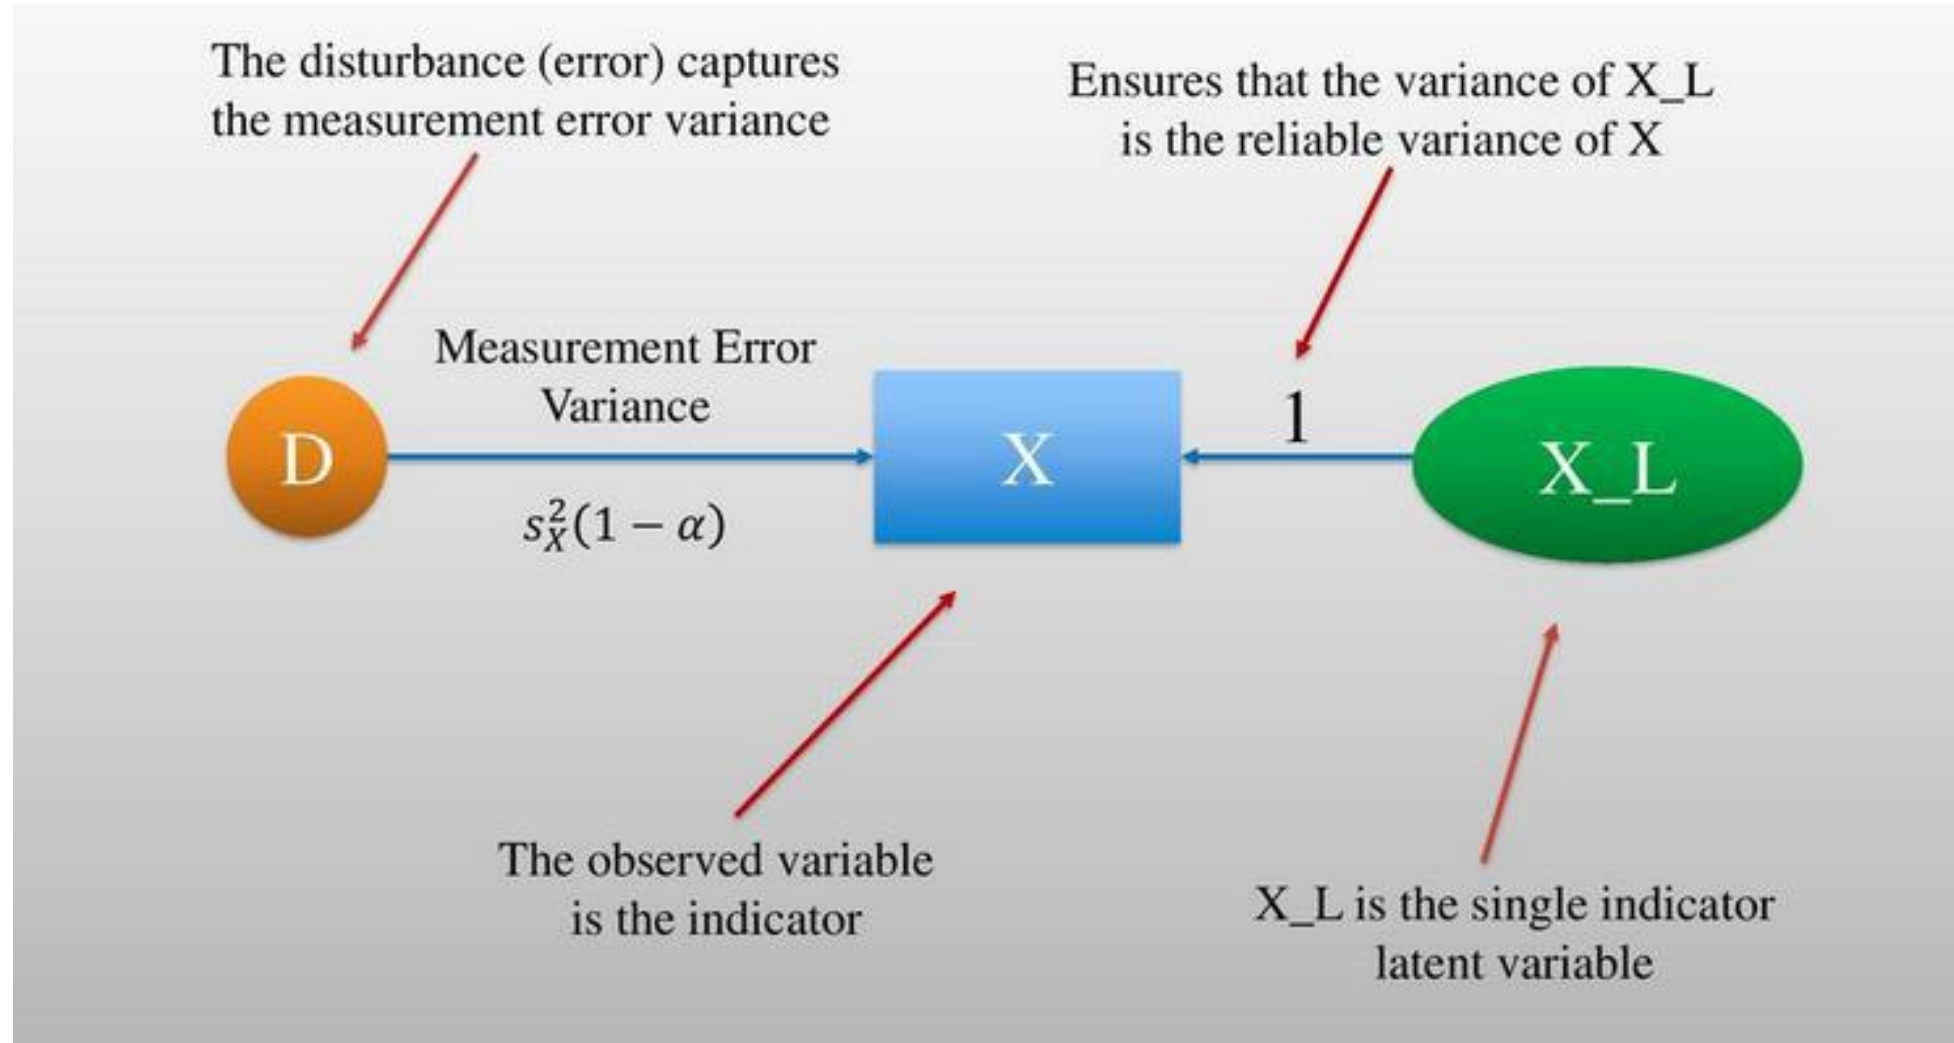 The disturbance (error) captures
the measurement error variance
Ensures that the variance of X_L
is the reliable variance of X
Measurement Error
Variance
1
D
X
X_L
s²_X(1 − α)
The observed variable
is the indicator
X_L is the single indicator
latent variable